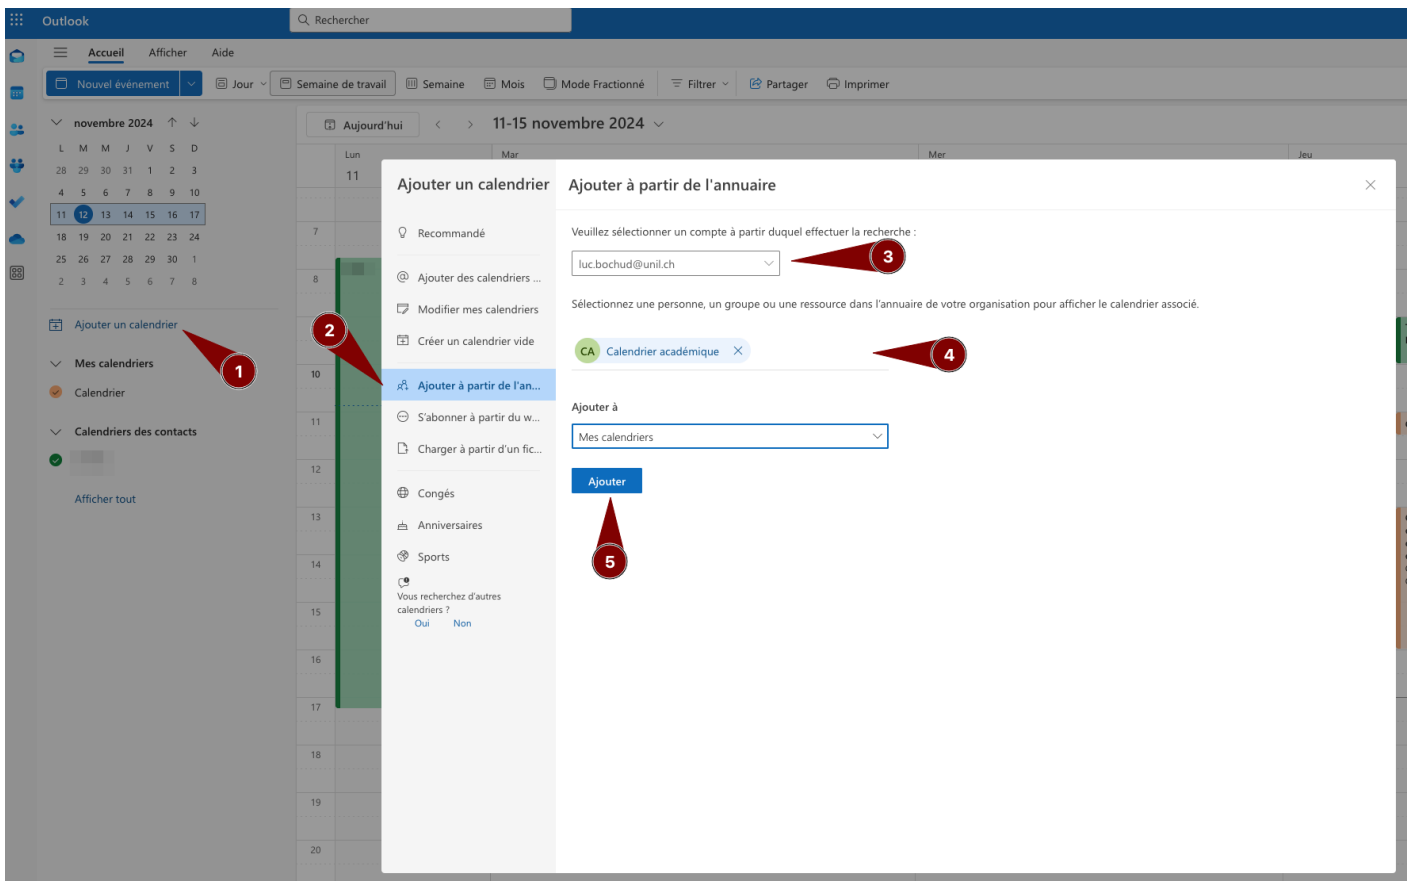 Outlook
Rechercher
Accueil Afficher Aide
Nouvel événement Jour Semaine de travail Semaine Mois Mode Fractionné Filtrer Partager Imprimer
novembre 2024
L M M J V S D
28 29 30 31 1 2 3
4 5 6 7 8 9 10
11 12 13 14 15 16 17
18 19 20 21 22 23 24
25 26 27 28 29 30 1
2 3 4 5 6 7 8
Ajouter un calendrier
1
Mes calendriers
Calendrier
Calendriers des contacts
Afficher tout
Aujourd'hui 11-15 novembre 2024
Lun Mar Mer Jeu
11
7
8
10
11
12
13
14
15
16
17
18
19
20
Ajouter un calendrier
Recommandé
Ajouter des calendriers ...
Modifier mes calendriers
2
Créer un calendrier vide
Ajouter à partir de l'an...
S'abonner à partir du w...
Charger à partir d'un fic...
Congés
Anniversaires
Sports
Vous recherchez d'autres
calendriers ?
Oui Non
Ajouter à partir de l'annuaire
Veuillez sélectionner un compte à partir duquel effectuer la recherche :
luc.bochud@unil.ch
3
Sélectionnez une personne, un groupe ou une ressource dans l'annuaire de votre organisation pour afficher le calendrier associé.
CA Calendrier académique
4
Ajouter à
Mes calendriers
Ajouter
5